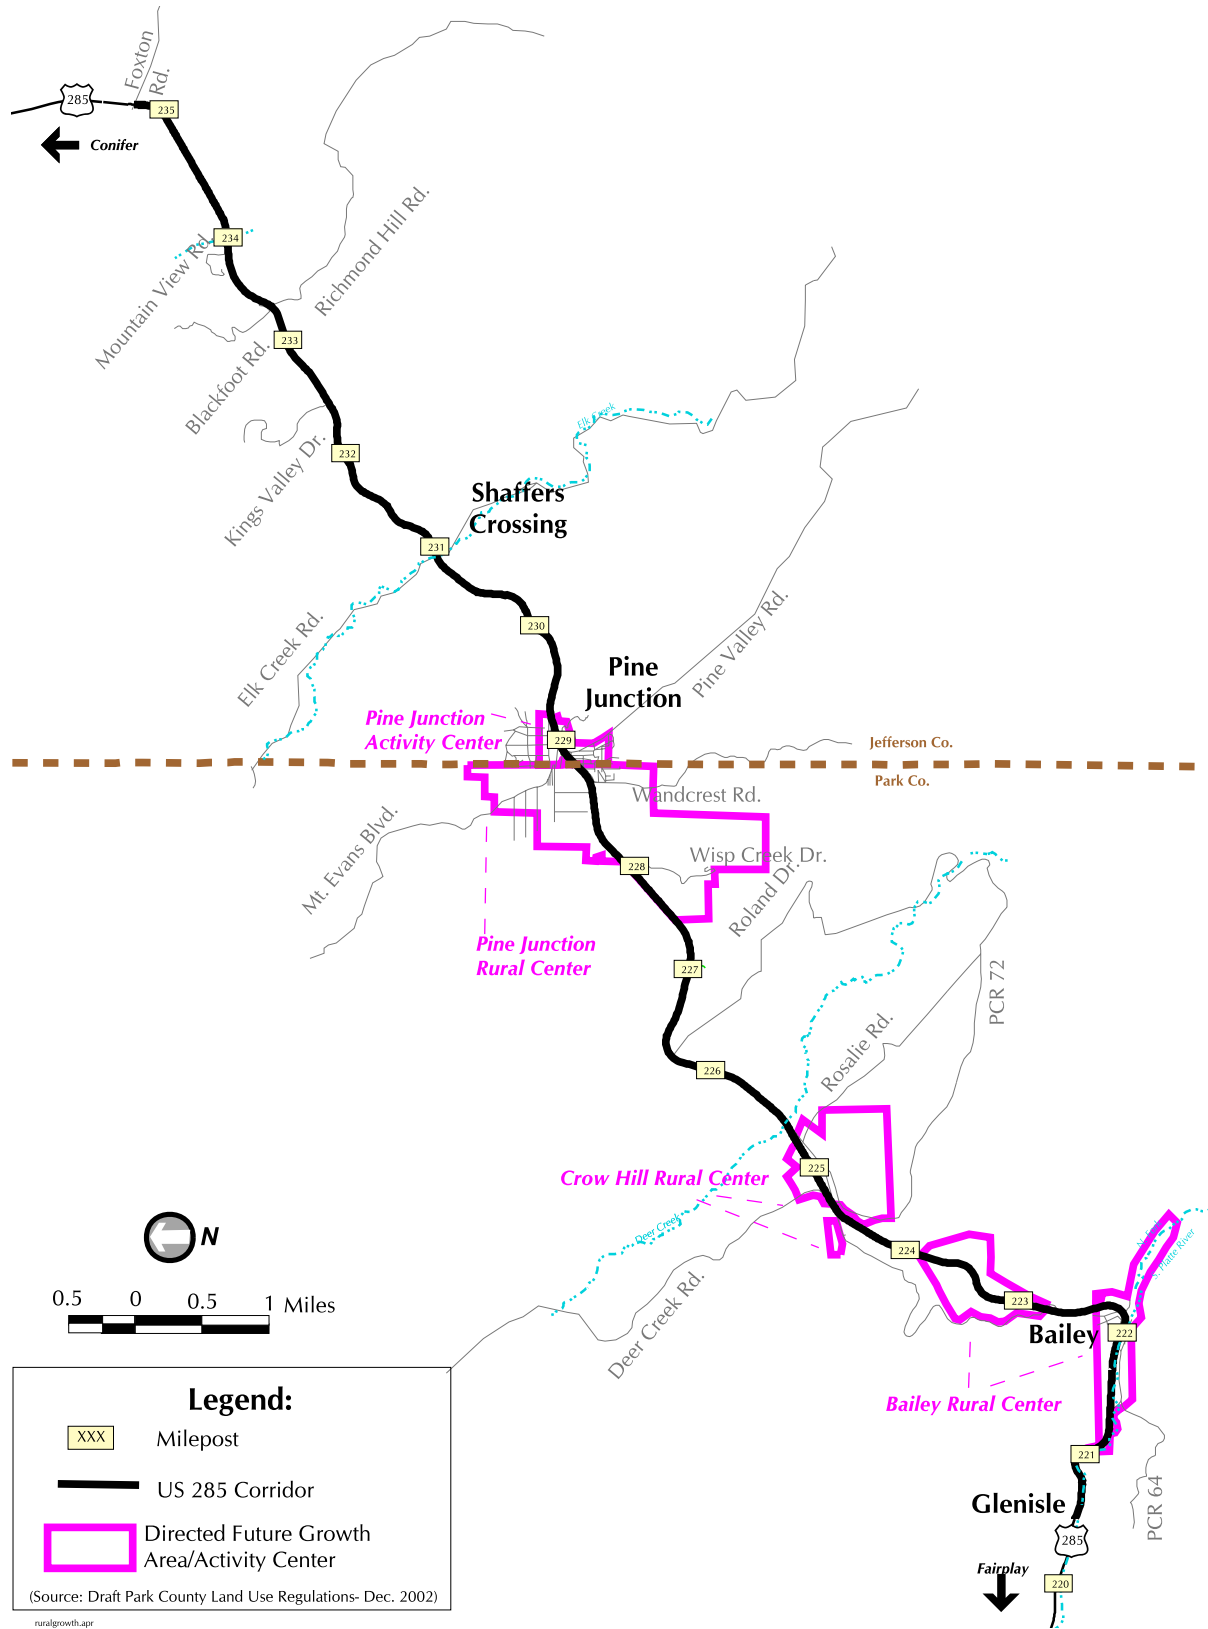 Foxton
Rd.
285
235
Conifer
234
Mountain View Rd.
Richmond Hill Rd.
233
Blackfoot Rd.
Elk Creek
232
Kings Valley Dr.
Shaffers
Crossing
231
Elk Creek Rd.
230
Pine Valley Rd.
Pine
Junction
Pine Junction
Activity Center
229
Jefferson Co.
Park Co.
Wandcrest Rd.
Mt. Evans Blvd.
Wisp Creek Dr.
228
Roland Dr.
Pine Junction
Rural Center
227
PCR 72
Rosalie Rd.
226
225
Crow Hill Rural Center
Deer Creek
N
224
N. Fork
S. Platte River
Deer Creek Rd.
223
Bailey
222
0.5
0
0.5
1
Miles
Bailey Rural Center
221
PCR 64
Glenisle
285
Fairplay
220
Legend:
XXX
Milepost
US 285 Corridor
Directed Future Growth
Area/Activity Center
(Source: Draft Park County Land Use Regulations- Dec. 2002)
ruralgrowth.apr